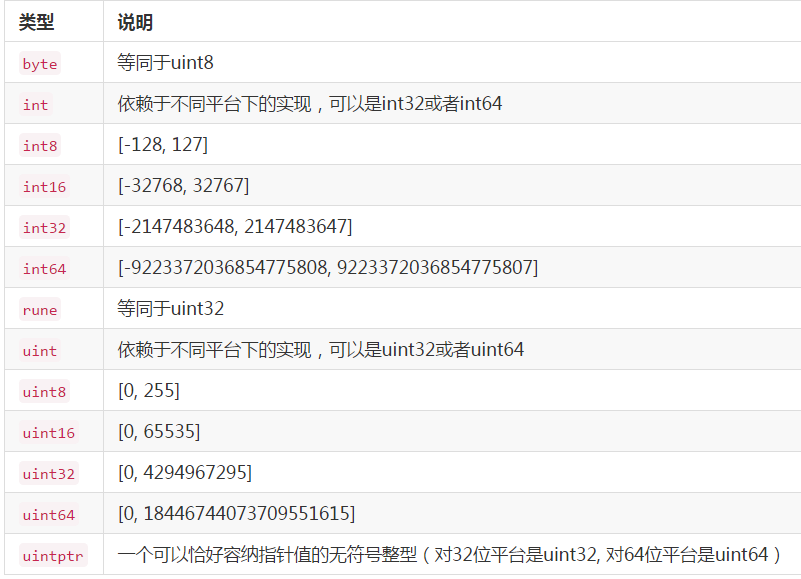 类型 说明
byte 等同于uint8
int 依赖于不同平台下的实现，可以是int32或者int64
int8 [-128, 127]
int16 [-32768, 32767]
int32 [-2147483648, 2147483647]
int64 [-9223372036854775808, 9223372036854775807]
rune 等同于uint32
uint 依赖于不同平台下的实现，可以是uint32或者uint64
uint8 [0, 255]
uint16 [0, 65535]
uint32 [0, 4294967295]
uint64 [0, 18446744073709551615]
uintptr 一个可以恰好容纳指针值的无符号整型（对32位平台是uint32, 对64位平台是uint64）